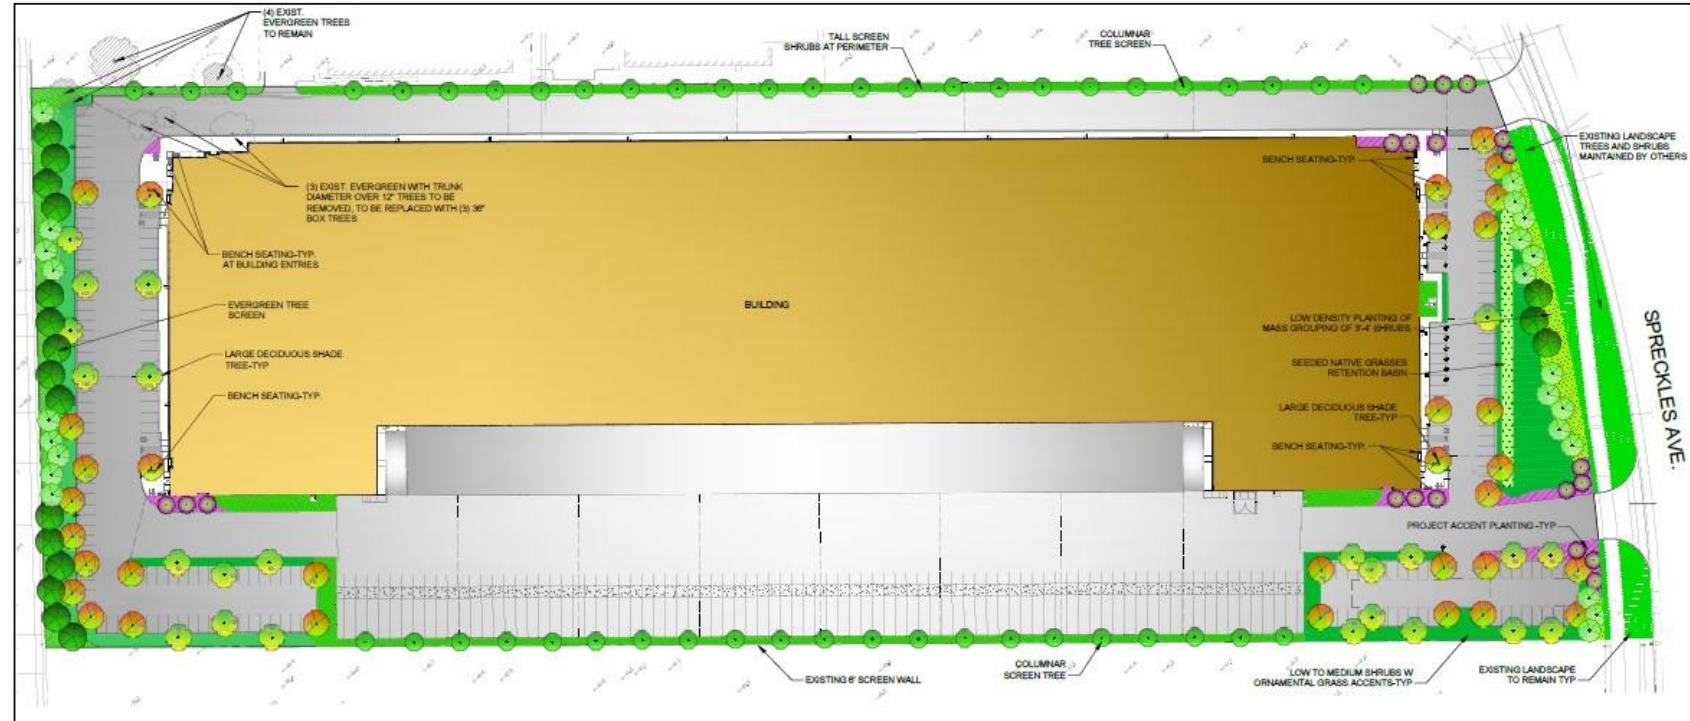 (4) EXIST.
EVERGREEN TREES
TO REMAIN
TALL SCREEN
SHRUBS AT PERIMETER
COLUMNAR
TREE SCREEN
EXISTING LANDSCAPE
TREES AND SHRUBS
MAINTAINED BY OTHERS
BENCH SEATING-TYP.
(3) EXIST. EVERGREEN WITH TRUNK
DIAMETER OVER 12" TREES TO BE
REMOVED, TO BE REPLACED WITH (3) 36"
BOX TREES
BENCH SEATING-TYP.
AT BUILDING ENTRIES
EVERGREEN TREE
SCREEN
BUILDING
LOW DENSITY PLANTING OF
MASS GROUPING OF 3'-4' SHRUBS
SPRECKLES AVE.
LARGE DECIDUOUS SHADE
TREE-TYP
SEEDED NATIVE GRASSES
RETENTION BASIN
BENCH SEATING-TYP.
LARGE DECIDUOUS SHADE
TREE-TYP
BENCH SEATING-TYP.
PROJECT ACCENT PLANTING -TYP
EXISTING 6' SCREEN WALL
COLUMNAR
SCREEN TREE
LOW TO MEDIUM SHRUBS W
ORNAMENTAL GRASS ACCENTS-TYP
EXISTING LANDSCAPE
TO REMAIN TYP